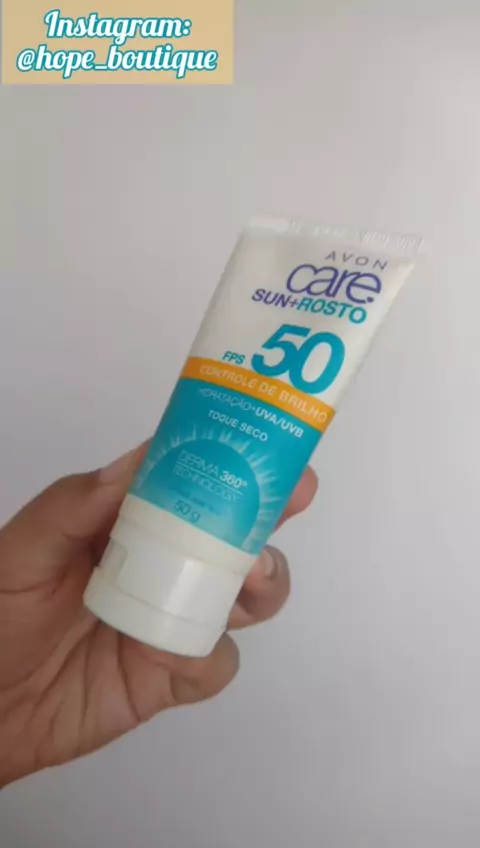 Instagram:
@hope_boutique
AVON
care
SUN+ROSTO
FPS 50
CONTROLE DE BRILHO
HIDRATAÇÃO+UVA/UVB
TOQUE SECO
DERMA 360°
TECHNOLOGY
50 g